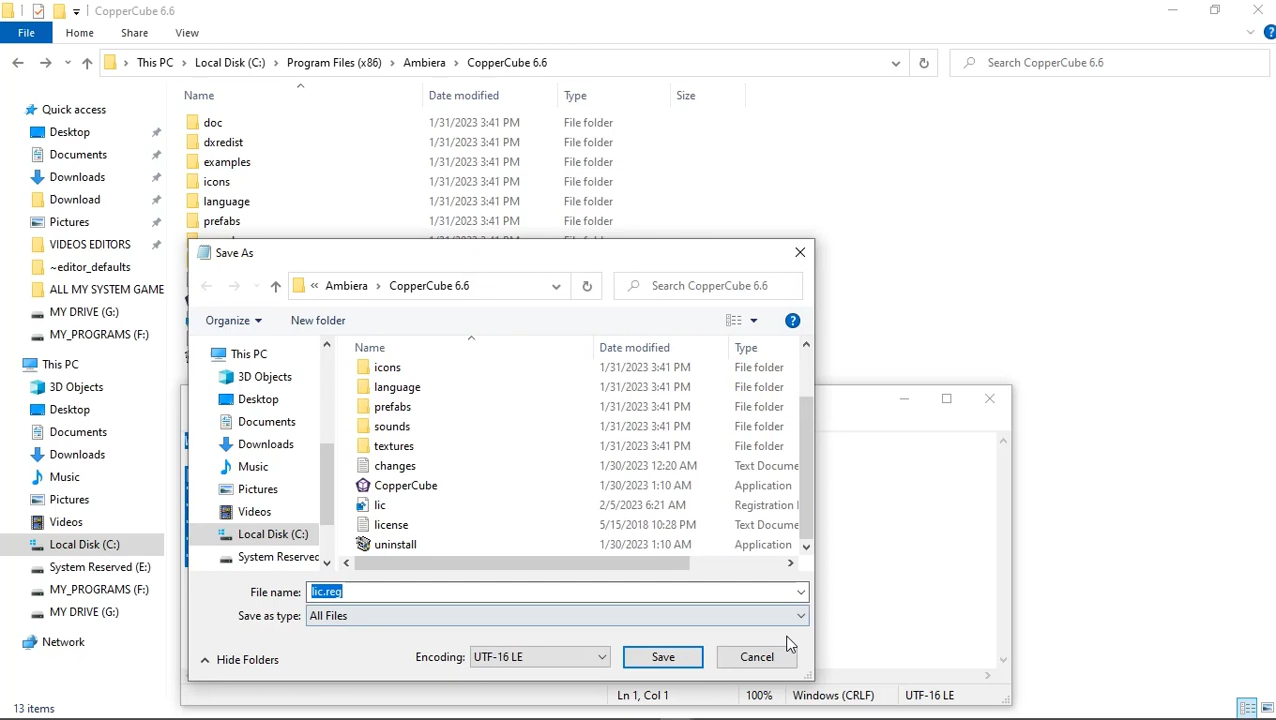 CopperCube 6.6
File
Home
Share
View
This PC
Local Disk (C:)
Program Files (x86)
Ambiera
CopperCube 6.6
Search CopperCube 6.6
Name
Date modified
Type
Size
Quick access
Desktop
Documents
Downloads
Download
Pictures
VIDEOS EDITORS
~editor_defaults
ALL MY SYSTEM GAME
MY DRIVE (G:)
MY_PROGRAMS (F:)
This PC
3D Objects
Desktop
Documents
Downloads
Music
Pictures
Videos
Local Disk (C:)
System Reserved (E:)
MY_PROGRAMS (F:)
MY DRIVE (G:)
Network
doc 1/31/2023 3:41 PM File folder
dxredist 1/31/2023 3:41 PM File folder
examples 1/31/2023 3:41 PM File folder
icons 1/31/2023 3:41 PM File folder
language 1/31/2023 3:41 PM File folder
prefabs 1/31/2023 3:41 PM File folder
Save As
« Ambiera
CopperCube 6.6
Search CopperCube 6.6
Organize
New folder
This PC
3D Objects
Desktop
Documents
Downloads
Music
Pictures
Videos
Local Disk (C:)
System Reserved
Name
Date modified
Type
icons 1/31/2023 3:41 PM File folder
language 1/31/2023 3:41 PM File folder
prefabs 1/31/2023 3:41 PM File folder
sounds 1/31/2023 3:41 PM File folder
textures 1/31/2023 3:41 PM File folder
changes 1/30/2023 12:20 AM Text Docume
CopperCube 1/30/2023 1:10 AM Application
lic 2/5/2023 6:21 AM Registration
license 5/15/2018 10:28 PM Text Docume
uninstall 1/30/2023 1:10 AM Application
File name: lic.reg
Save as type: All Files
Hide Folders
Encoding: UTF-16 LE
Save
Cancel
Ln 1, Col 1
100%
Windows (CRLF)
UTF-16 LE
13 items